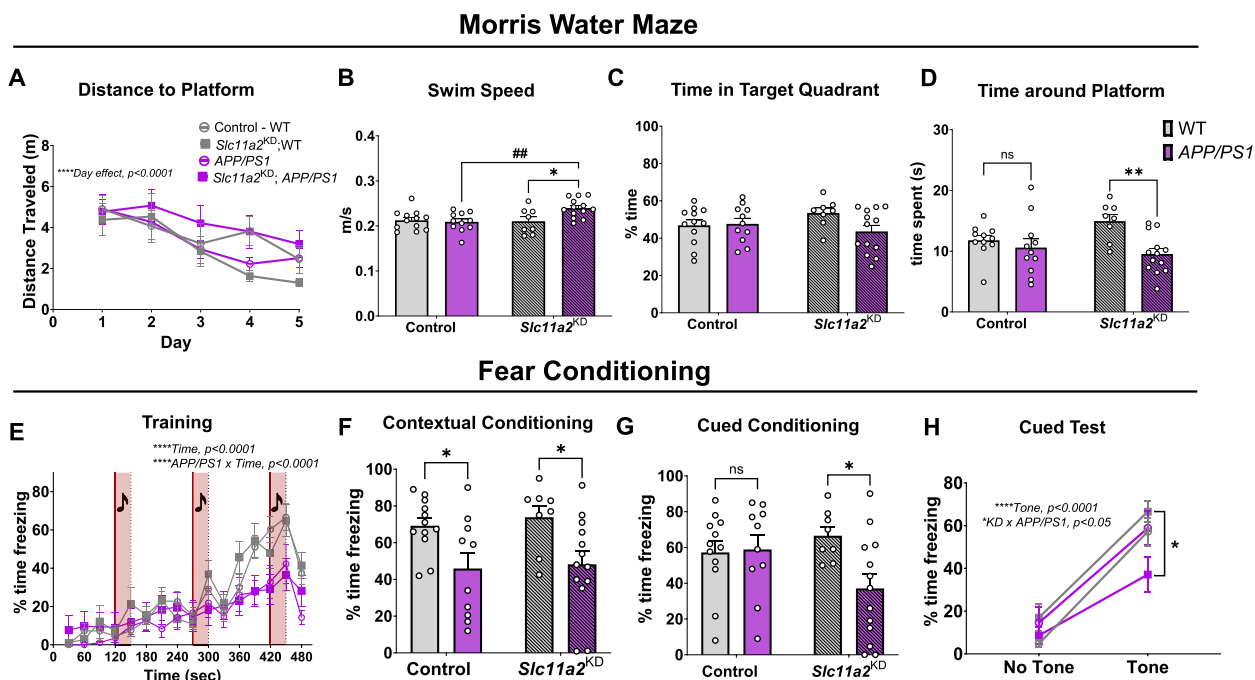 Morris Water Maze
A
Distance to Platform
Control - WT
Slc11a2KD;WT
APP/PS1
Slc11a2KD; APP/PS1
****Day effect, p<0.0001
Distance Traveled (m)
8
6
4
2
0
0 1 2 3 4 5
Day
B
Swim Speed
##
*
m/s
0.4
0.3
0.2
0.1
0.0
Control Slc11a2KD
C
Time in Target Quadrant
% time
100
80
60
40
20
0
Control Slc11a2KD
D
Time around Platform
WT
APP/PS1
ns
**
time spent (s)
30
20
10
0
Control Slc11a2KD
Fear Conditioning
E
Training
****Time, p<0.0001
****APP/PS1 x Time, p<0.0001
% time freezing
80
60
40
20
0
0 60 120 180 240 300 360 420 480
Time (sec)
F
Contextual Conditioning
* *
% time freezing
100
80
60
40
20
0
Control Slc11a2KD
G
Cued Conditioning
ns
*
% time freezing
100
80
60
40
20
0
Control Slc11a2KD
H
Cued Test
****Tone, p<0.0001
*KD x APP/PS1, p<0.05
*
% time freezing
80
60
40
20
0
No Tone Tone